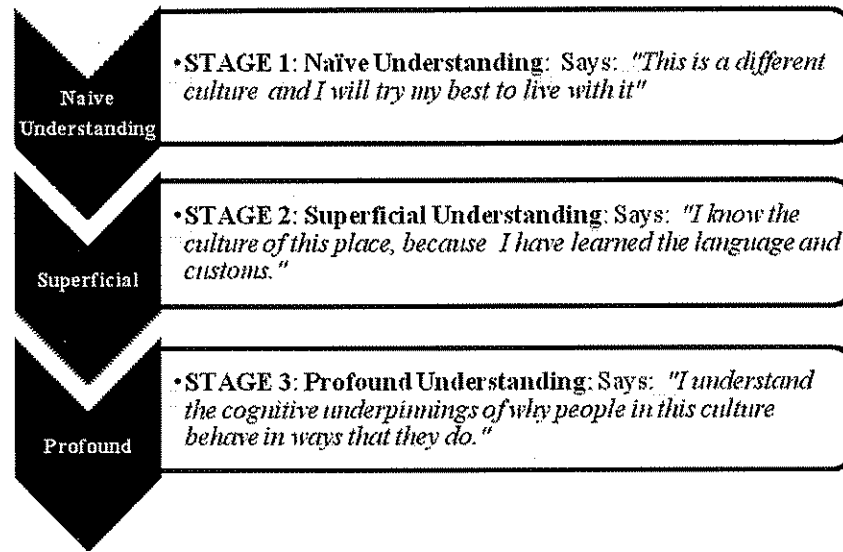 Naive
Understanding
•STAGE 1: Naïve Understanding: Says: "This is a different
culture and I will try my best to live with it"
Superficial
•STAGE 2: Superficial Understanding: Says: "I know the
culture of this place, because I have learned the language and
customs."
Profound
•STAGE 3: Profound Understanding: Says: "I understand
the cognitive underpinnings of why people in this culture
behave in ways that they do."